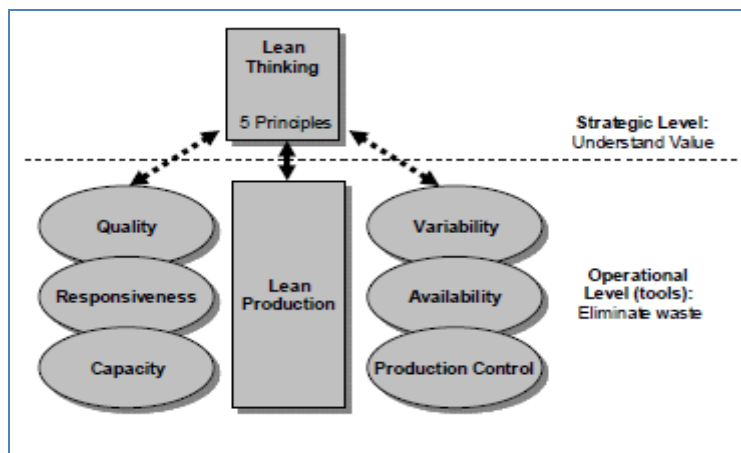 Lean
Thinking
5 Principles
Strategic Level:
Understand Value
Quality
Responsiveness
Capacity
Lean
Production
Variability
Availability
Production Control
Operational
Level (tools):
Eliminate waste